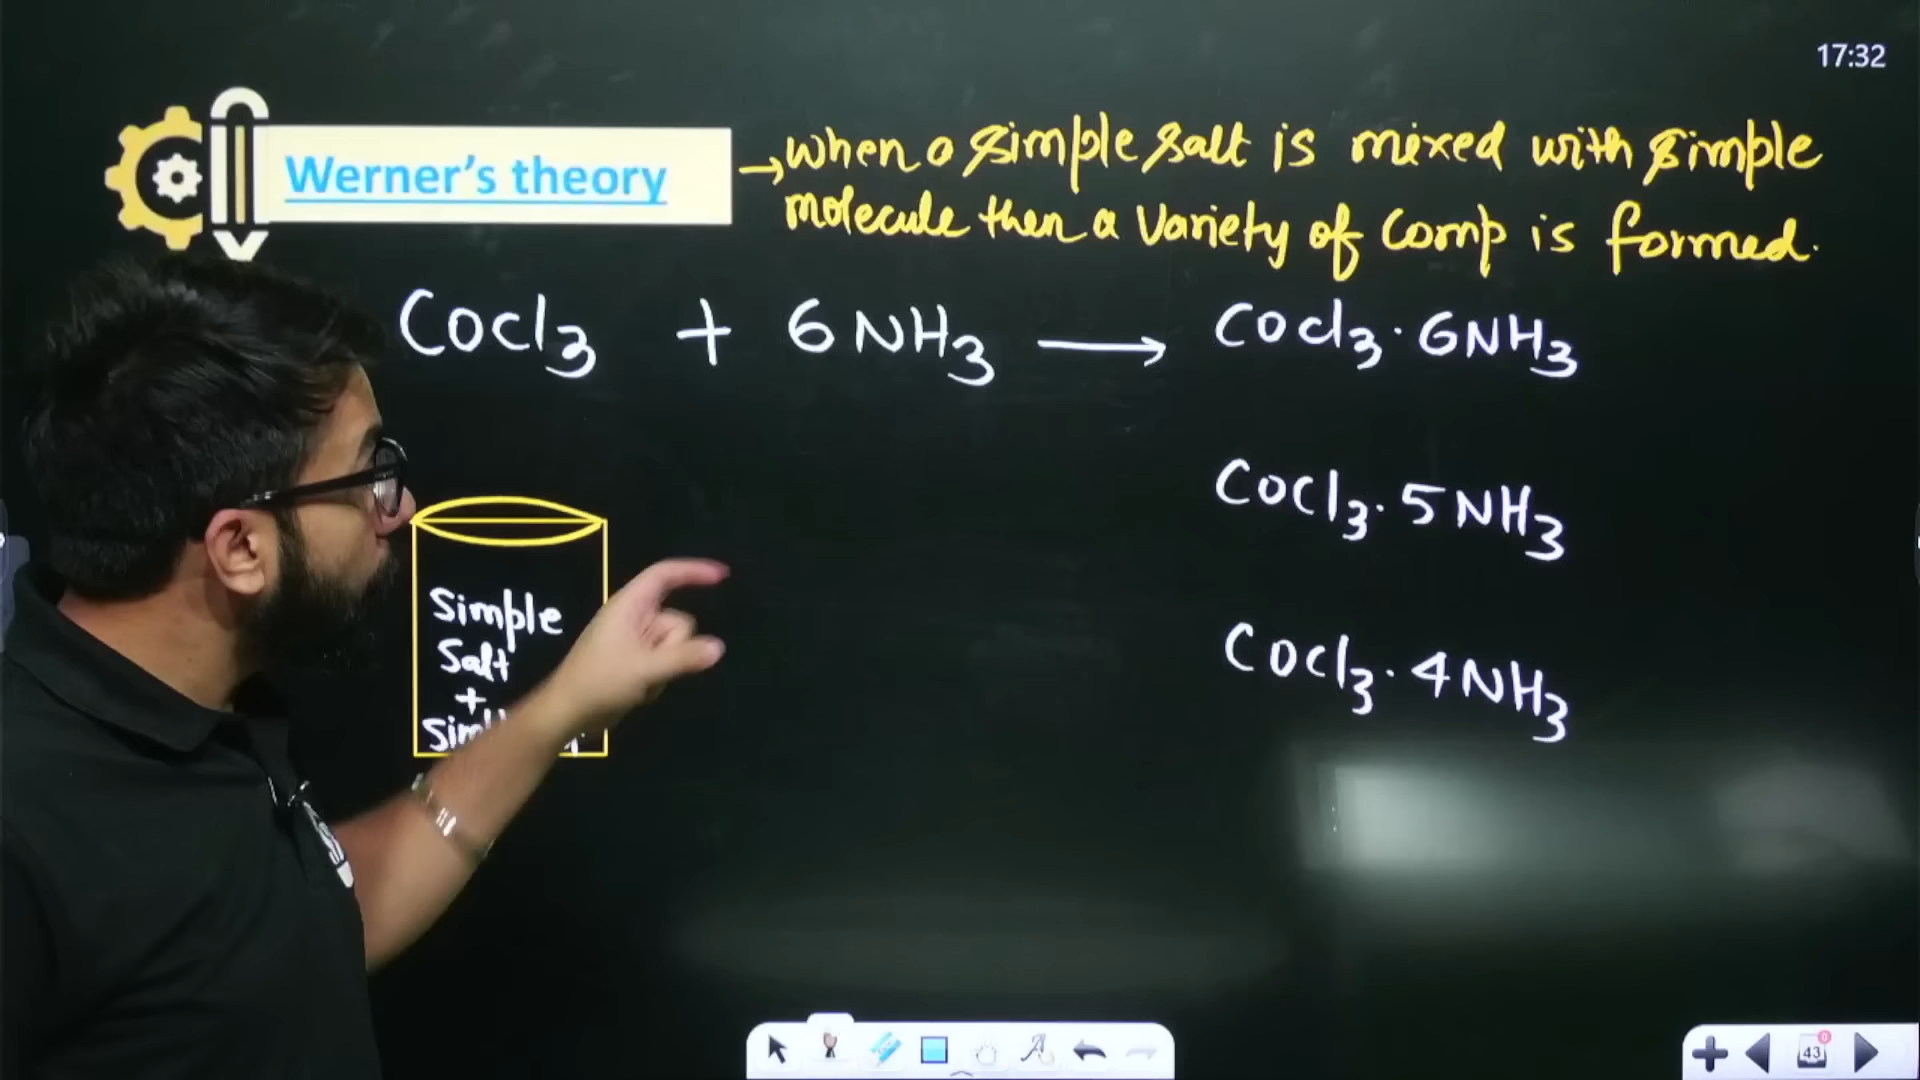 17:32
Werner's theory
→ when a simple salt is mixed with simple
molecule then a variety of comp is formed.
CoCl3 + 6NH3 → CoCl3·6NH3
CoCl3·5NH3
CoCl3·4NH3
Simple
Salt
+
43
0